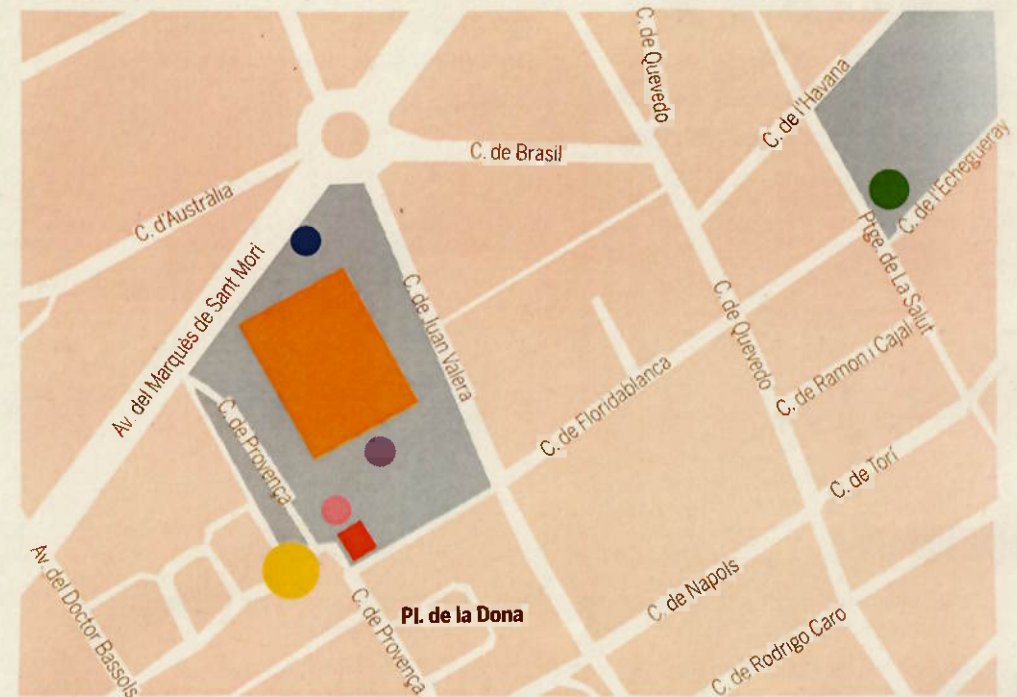 C. de Quevedo
C. de l'Havana
C. de Brasil
C. de l'Echegueray
C. d'Austràlia
Ptge. de La Salut
Av. del Marquès de Sant Mori
C. de Juan Valera
C. de Quevedo
C. de Ramon i Cajal
C. de Floridablanca
C. de Provença
C. de Torí
Av. del Doctor Bassols
C. de Napols
C. de Provença
Pl. de la Dona
C. de Rodrigo Caro